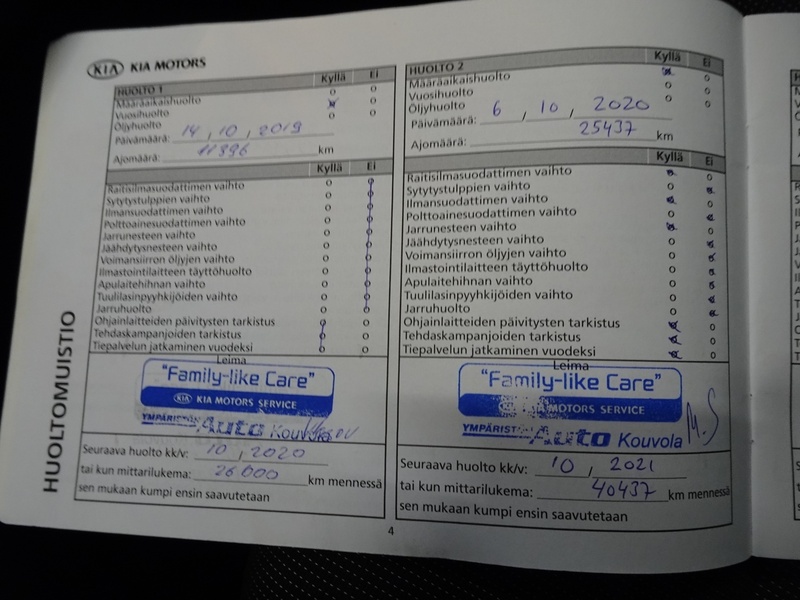 KIA KIA MOTORS
HUOLTO 1 Kyllä Ei
Määräaikaishuolto
Vuosihuolto
Öljyhuolto
Päivämäärä: 14, 10, 2019
Ajomäärä: 11896 km
Kyllä Ei
Raitisilmasuodattimen vaihto
Sytytystulppien vaihto
Ilmansuodattimen vaihto
Polttoainesuodattimen vaihto
Jarrunesteen vaihto
Jäähdytysnesteen vaihto
Voimansiirron öljyjen vaihto
Ilmastointilaitteen täyttöhuolto
Apulaitehihnan vaihto
Tuulilasinpyyhkijöiden vaihto
Jarruhuolto
Ohjainlaitteiden päivitysten tarkistus
Tehdaskampanjoiden tarkistus
Tiepalvelun jatkaminen vuodeksi
Leima
"Family-like Care"
KIA MOTORS SERVICE
YMPÄRISTÖ Auto Kouvola
Seuraava huolto kk/v: 10, 2020
tai kun mittarilukema: 26 000 km mennessä
sen mukaan kumpi ensin saavutetaan
HUOLTO 2 Kyllä Ei
Määräaikaishuolto
Vuosihuolto
Öljyhuolto
Päivämäärä: 6, 10, 2020
Ajomäärä: 25437 km
Kyllä Ei
Raitisilmasuodattimen vaihto
Sytytystulppien vaihto
Ilmansuodattimen vaihto
Polttoainesuodattimen vaihto
Jarrunesteen vaihto
Jäähdytysnesteen vaihto
Voimansiirron öljyjen vaihto
Ilmastointilaitteen täyttöhuolto
Apulaitehihnan vaihto
Tuulilasinpyyhkijöiden vaihto
Jarruhuolto
Ohjainlaitteiden päivitysten tarkistus
Tehdaskampanjoiden tarkistus
Tiepalvelun jatkaminen vuodeksi
Leima
"Family-like Care"
KIA MOTORS SERVICE
YMPÄRIST Auto Kouvola M.S
Seuraava huolto kk/v: 10, 2021
tai kun mittarilukema: 40437 km mennessä
sen mukaan kumpi ensin saavutetaan
HUOLTOMUISTIO
4